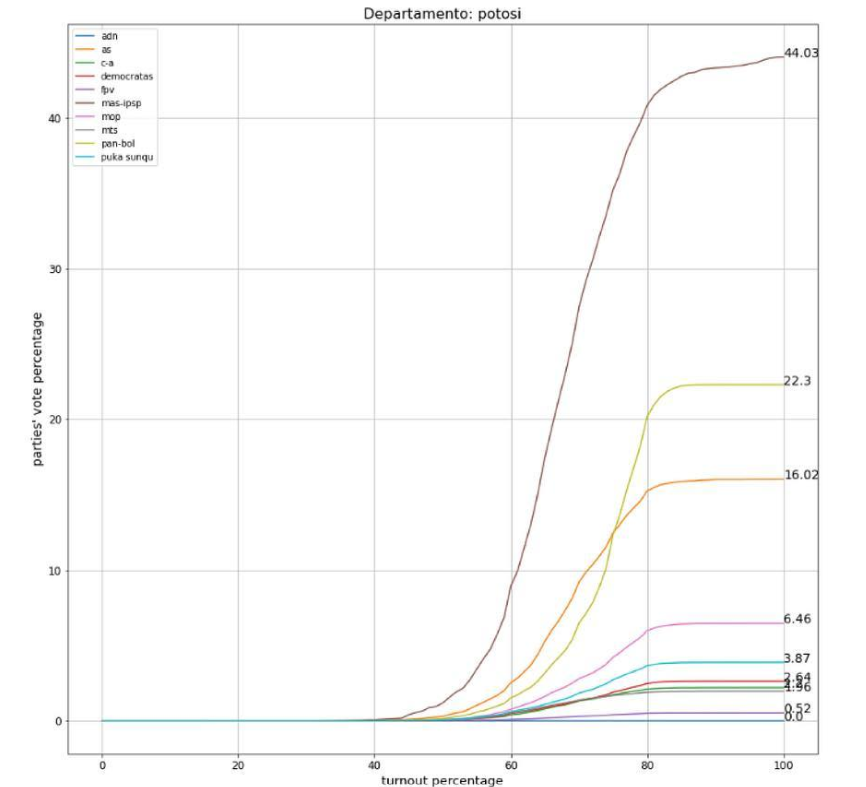 Departamento: potosi
adn
as
c-a
democratas
fpv
mas-ipsp
mop
mts
pan-bol
puka sunqu
44.03
22.3
16.02
6.46
3.87
2.64
1.96
0.52
0.0
40
30
20
10
0
parties' vote percentage
0 20 40 60 80 100
turnout percentage